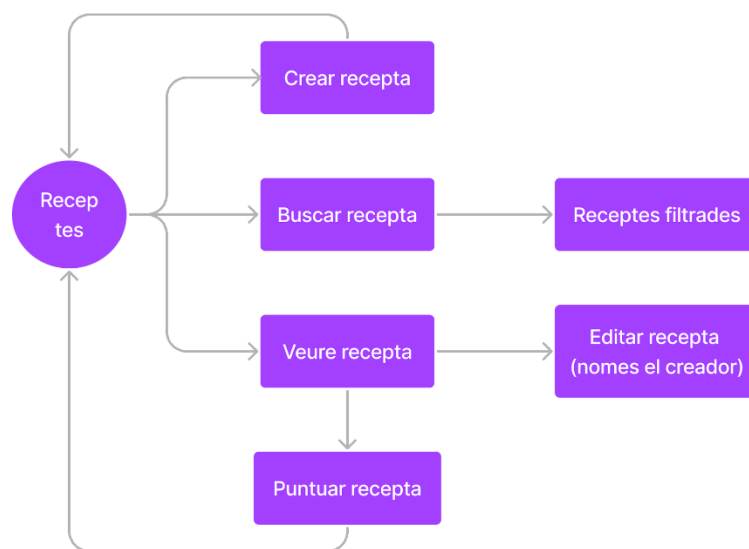 Crear recepta
Recep
tes
Buscar recepta
Receptes filtrades
Veure recepta
Editar recepta
(nomes el creador)
Puntuar recepta